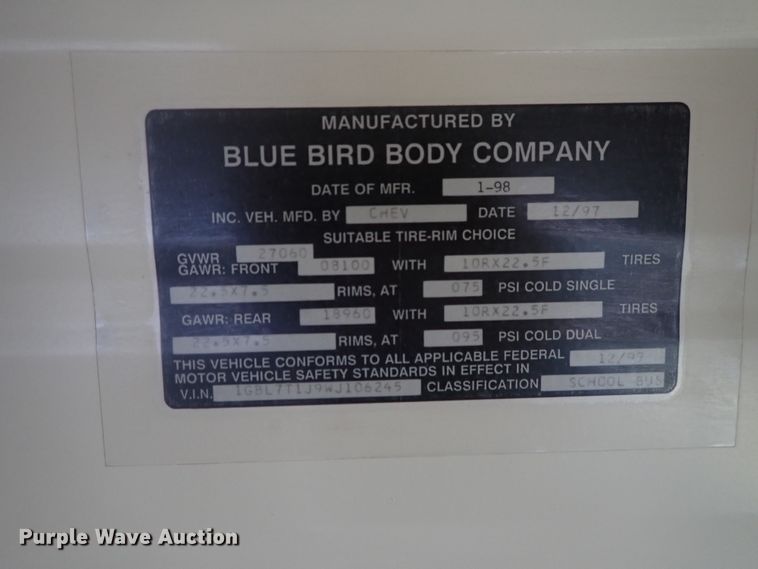 MANUFACTURED BY
BLUE BIRD BODY COMPANY
DATE OF MFR. 1-98
INC. VEH. MFD. BY CHEV DATE 12/97
SUITABLE TIRE-RIM CHOICE
GVWR 27060
GAWR: FRONT 08100 WITH 10RX22.5F TIRES
22.5X7.5 RIMS, AT 075 PSI COLD SINGLE
GAWR: REAR 18960 WITH 10RX22.5F TIRES
22.5X7.5 RIMS, AT 095 PSI COLD DUAL
THIS VEHICLE CONFORMS TO ALL APPLICABLE FEDERAL 12/97
MOTOR VEHICLE SAFETY STANDARDS IN EFFECT IN
V.I.N. 1GBL7T1J9WJ106245 CLASSIFICATION SCHOOL BUS
Purple Wave Auction